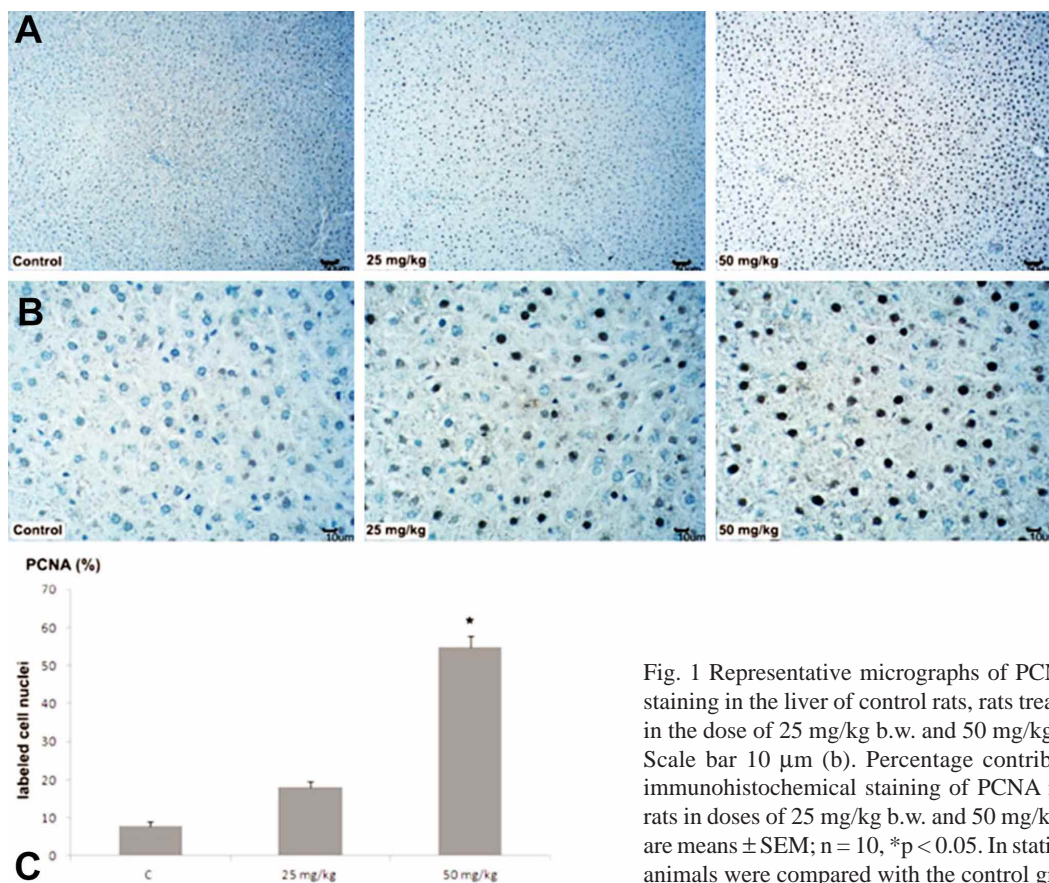 A
Control
25 mg/kg
50 mg/kg
B
Control
10um
25 mg/kg
10um
50 mg/kg
10um
PCNA (%)
70
60
50
40
30
20
10
0
labeled cell nuclei
*
C
C
25 mg/kg
50 mg/kg
Fig. 1 Representative micrographs of PCN
staining in the liver of control rats, rats trea
in the dose of 25 mg/kg b.w. and 50 mg/kg
Scale bar 10 μm (b). Percentage contrib
immunohistochemical staining of PCNA
rats in doses of 25 mg/kg b.w. and 50 mg/k
are means ± SEM; n = 10, *p < 0.05. In stati
animals were compared with the control g